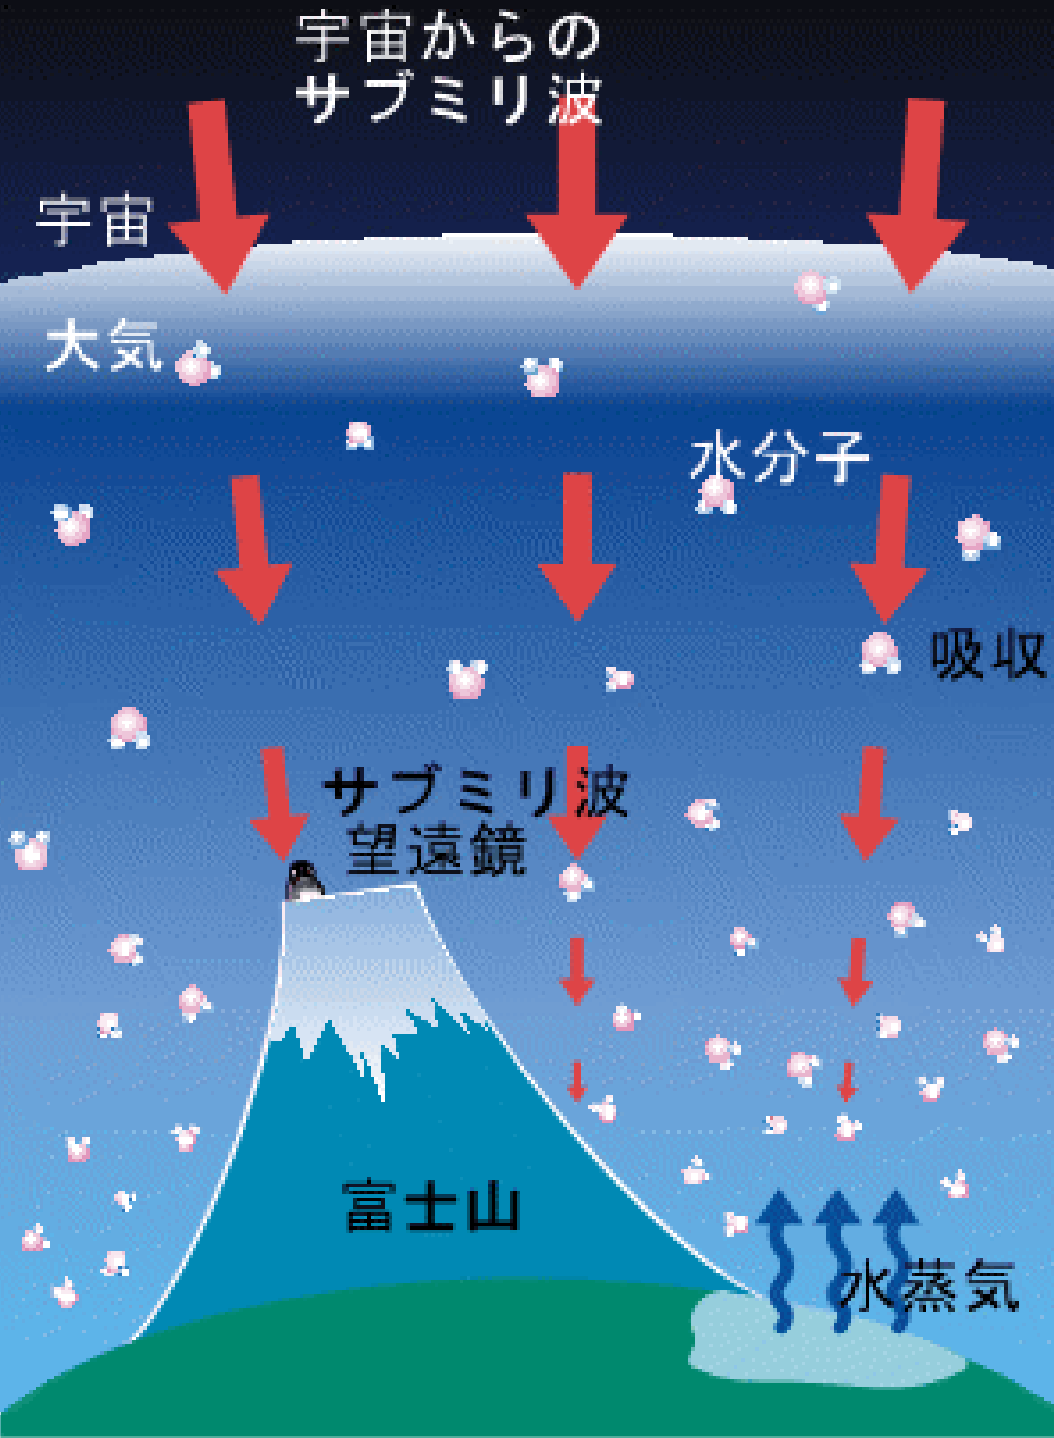 宇宙からの
サブミリ波
宇宙
大気
水分子
吸収
サブミリ波
望遠鏡
富士山
水蒸気